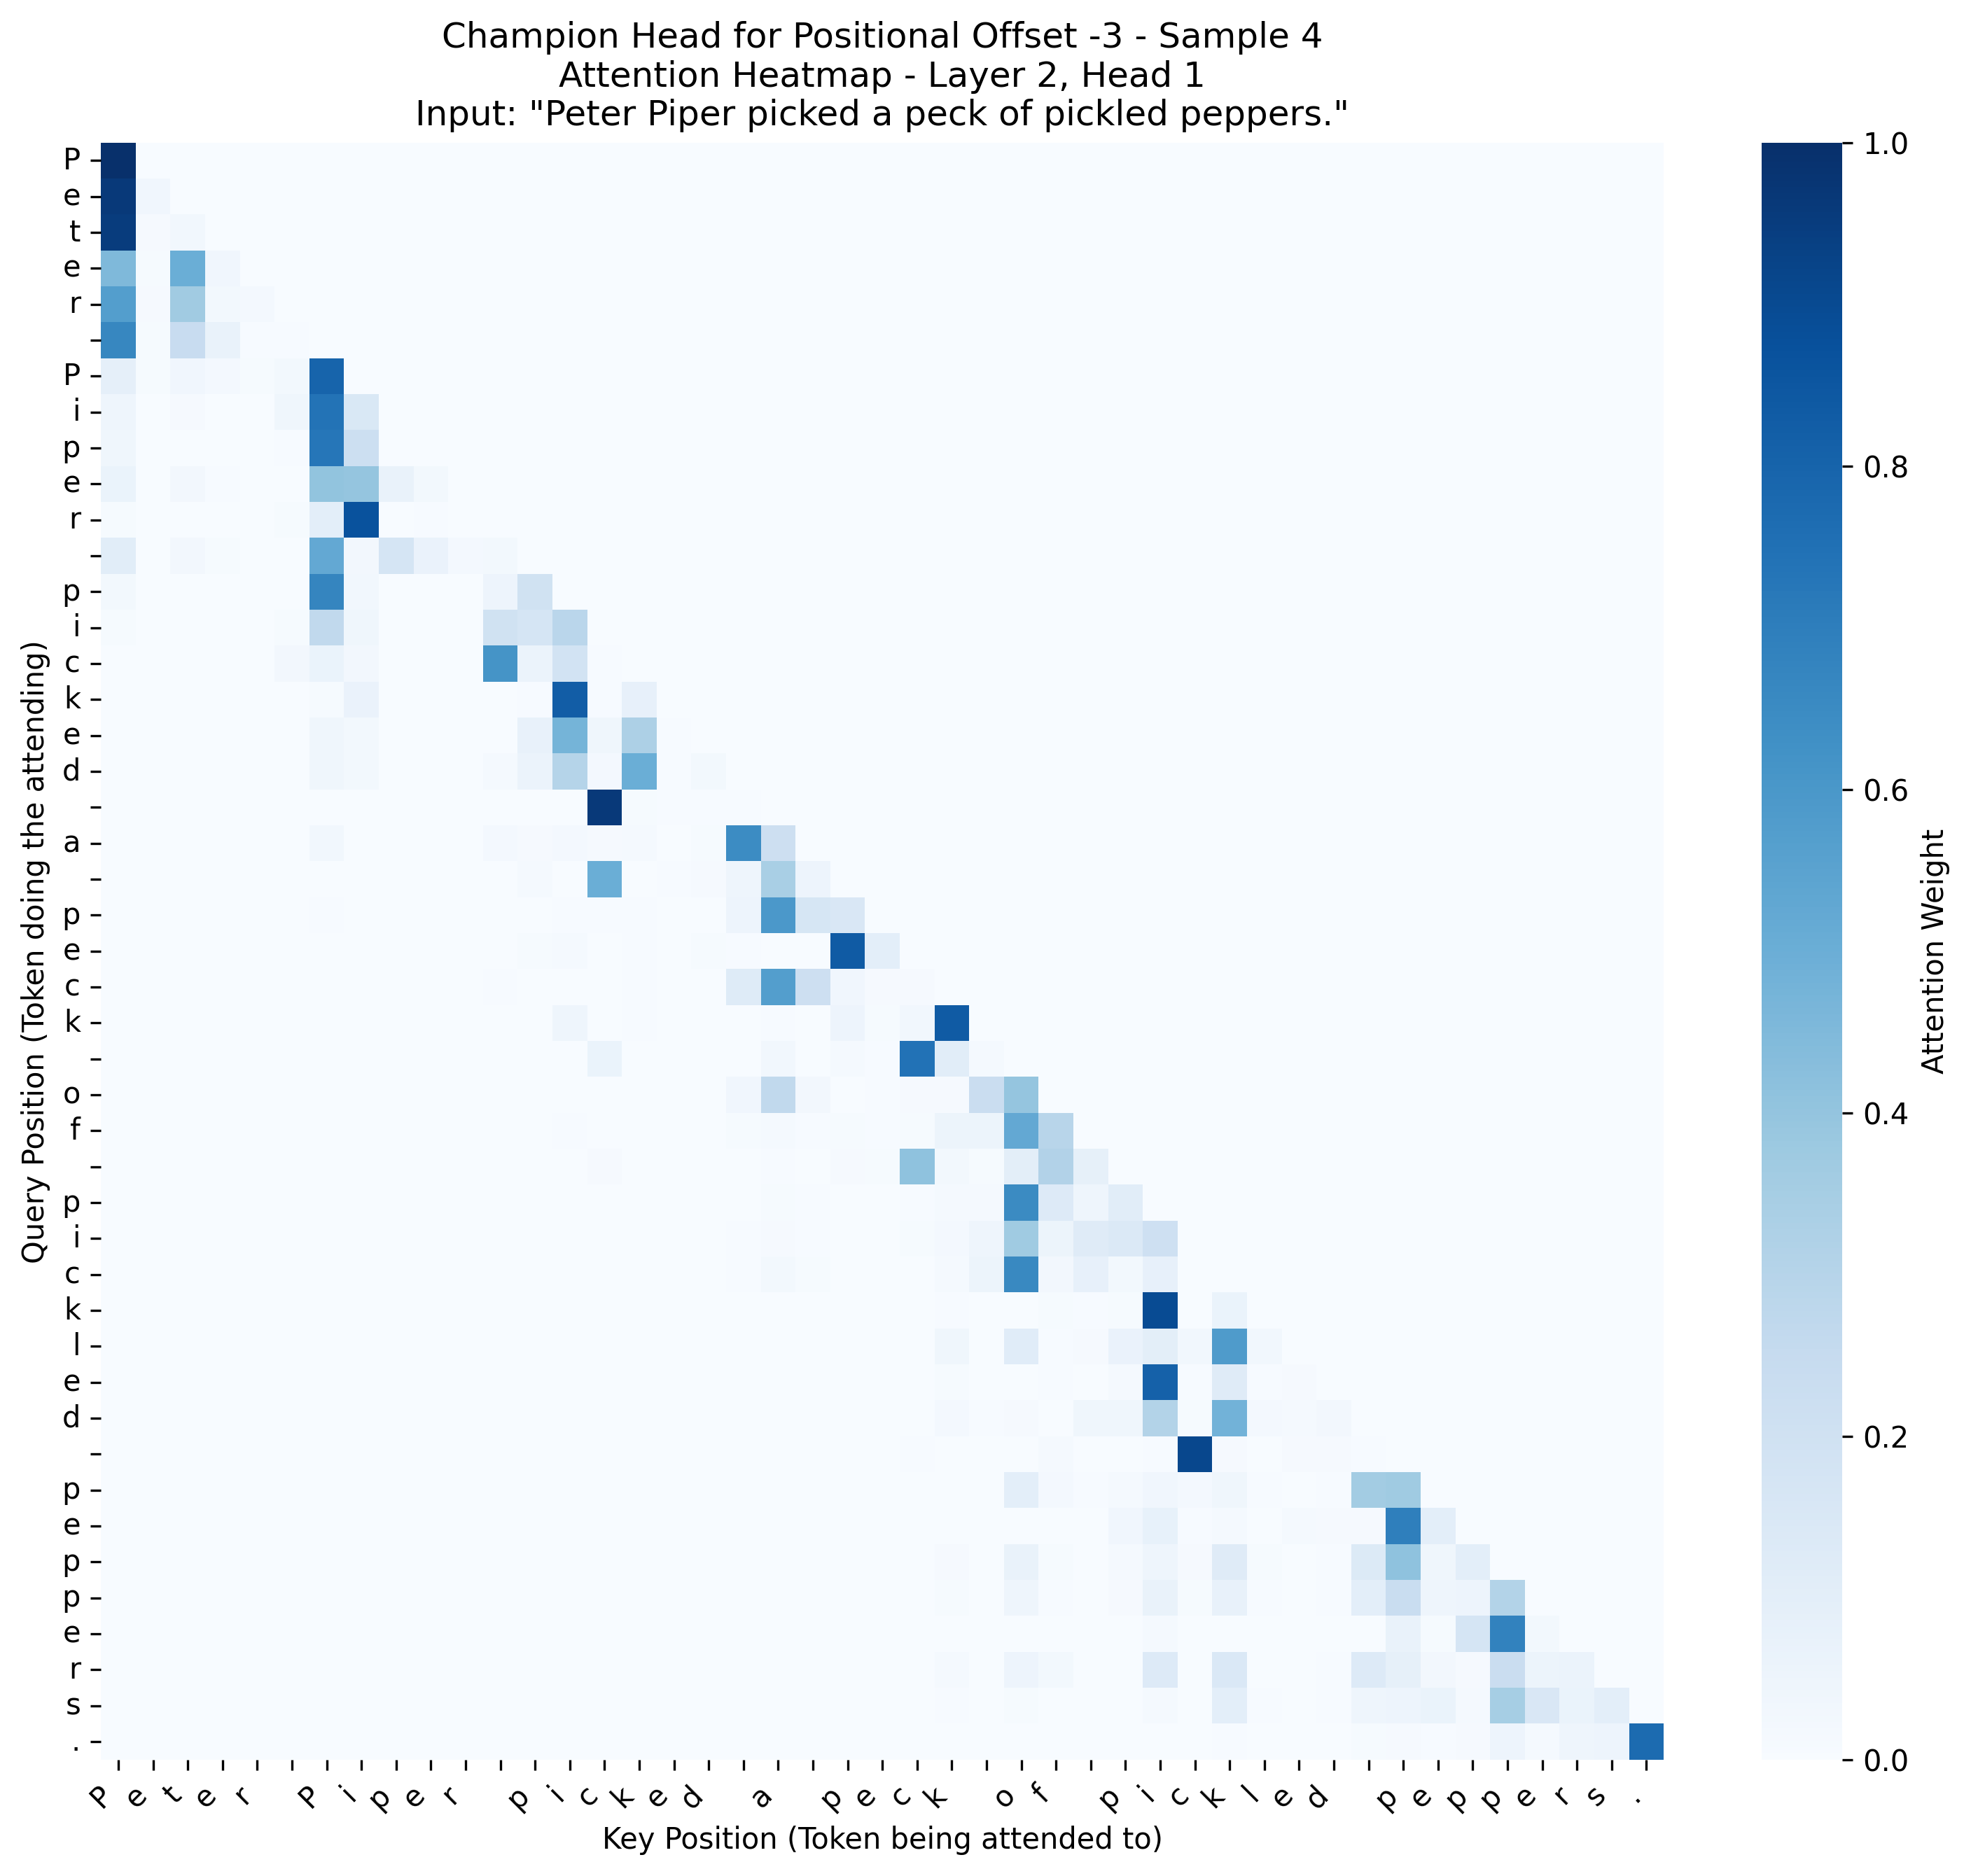 Champion Head for Positional Offset -3 - Sample 4
Attention Heatmap - Layer 2, Head 1
Input: "Peter Piper picked a peck of pickled peppers."
Query Position (Token doing the attending)
P
e
t
e
r
P
i
p
e
r
p
i
c
k
e
d
a
p
e
c
k
o
f
p
i
c
k
l
e
d
p
e
p
p
e
r
s
.
P e t e r P i p e r p i c k e d a p e c k o f p i c k l e d p e p p e r s .
Key Position (Token being attended to)
1.0
0.8
0.6
0.4
0.2
0.0
Attention Weight